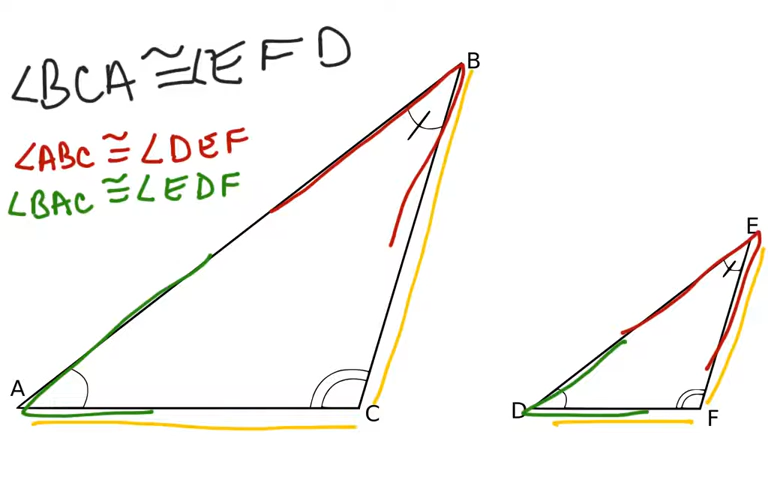 ∠BCA ≅ ∠EFD
∠ABC ≅ ∠DEF
∠BAC ≅ ∠EDF
B
E
A
C
D
F